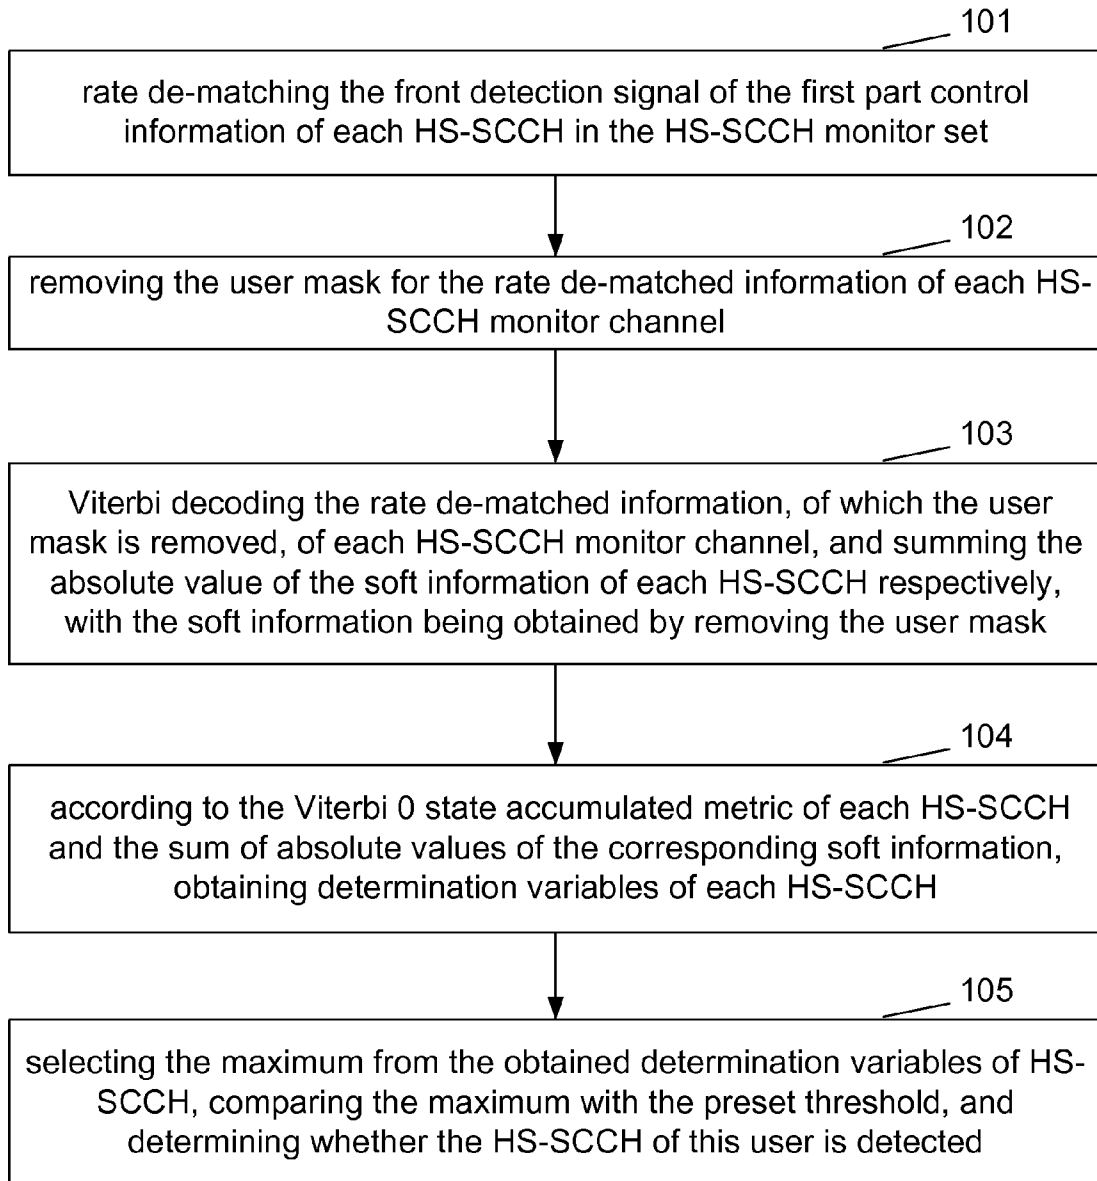 101
rate de-matching the front detection signal of the first part control
information of each HS-SCCH in the HS-SCCH monitor set
102
removing the user mask for the rate de-matched information of each HS-
SCCH monitor channel
103
Viterbi decoding the rate de-matched information, of which the user
mask is removed, of each HS-SCCH monitor channel, and summing the
absolute value of the soft information of each HS-SCCH respectively,
with the soft information being obtained by removing the user mask
104
according to the Viterbi 0 state accumulated metric of each HS-SCCH
and the sum of absolute values of the corresponding soft information,
obtaining determination variables of each HS-SCCH
105
selecting the maximum from the obtained determination variables of HS-
SCCH, comparing the maximum with the preset threshold, and
determining whether the HS-SCCH of this user is detected